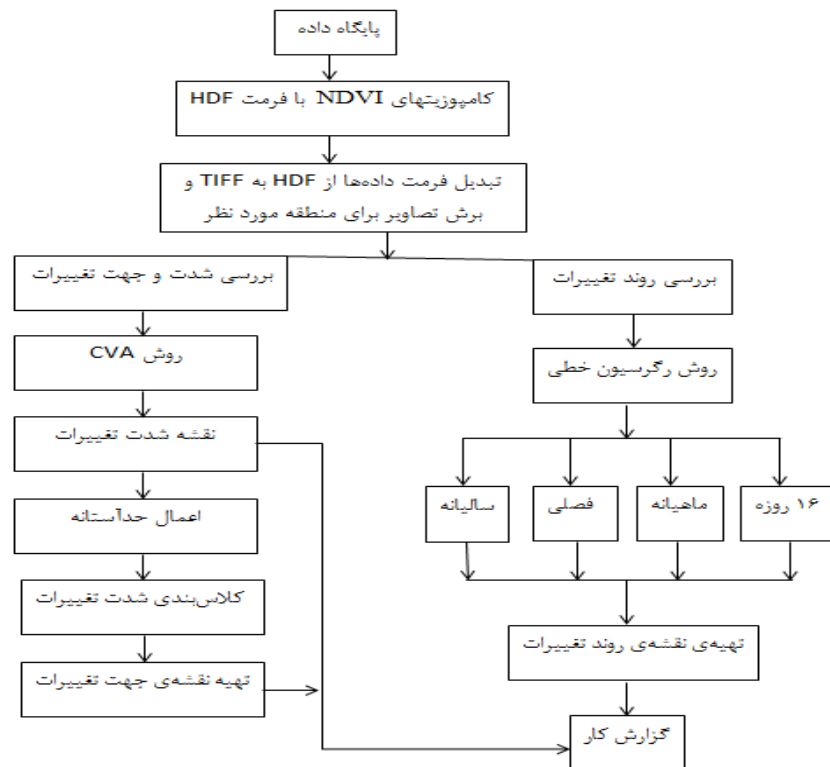 پایگاه داده
کامپوزیتهای NDVI با فرمت HDF
تبدیل فرمت داده‌ها از HDF به TIFF و
برش تصاویر برای منطقه مورد نظر
بررسی روند تغییرات
بررسی شدت و جهت تغییرات
روش رگرسیون خطی
روش CVA
نقشه شدت تغییرات
۱۶ روزه
ماهیانه
فصلی
سالیانه
اعمال حدآستانه
کلاس‌بندی شدت تغییرات
تهیه‌ی نقشه‌ی روند تغییرات
تهیه نقشه‌ی جهت تغییرات
گزارش کار